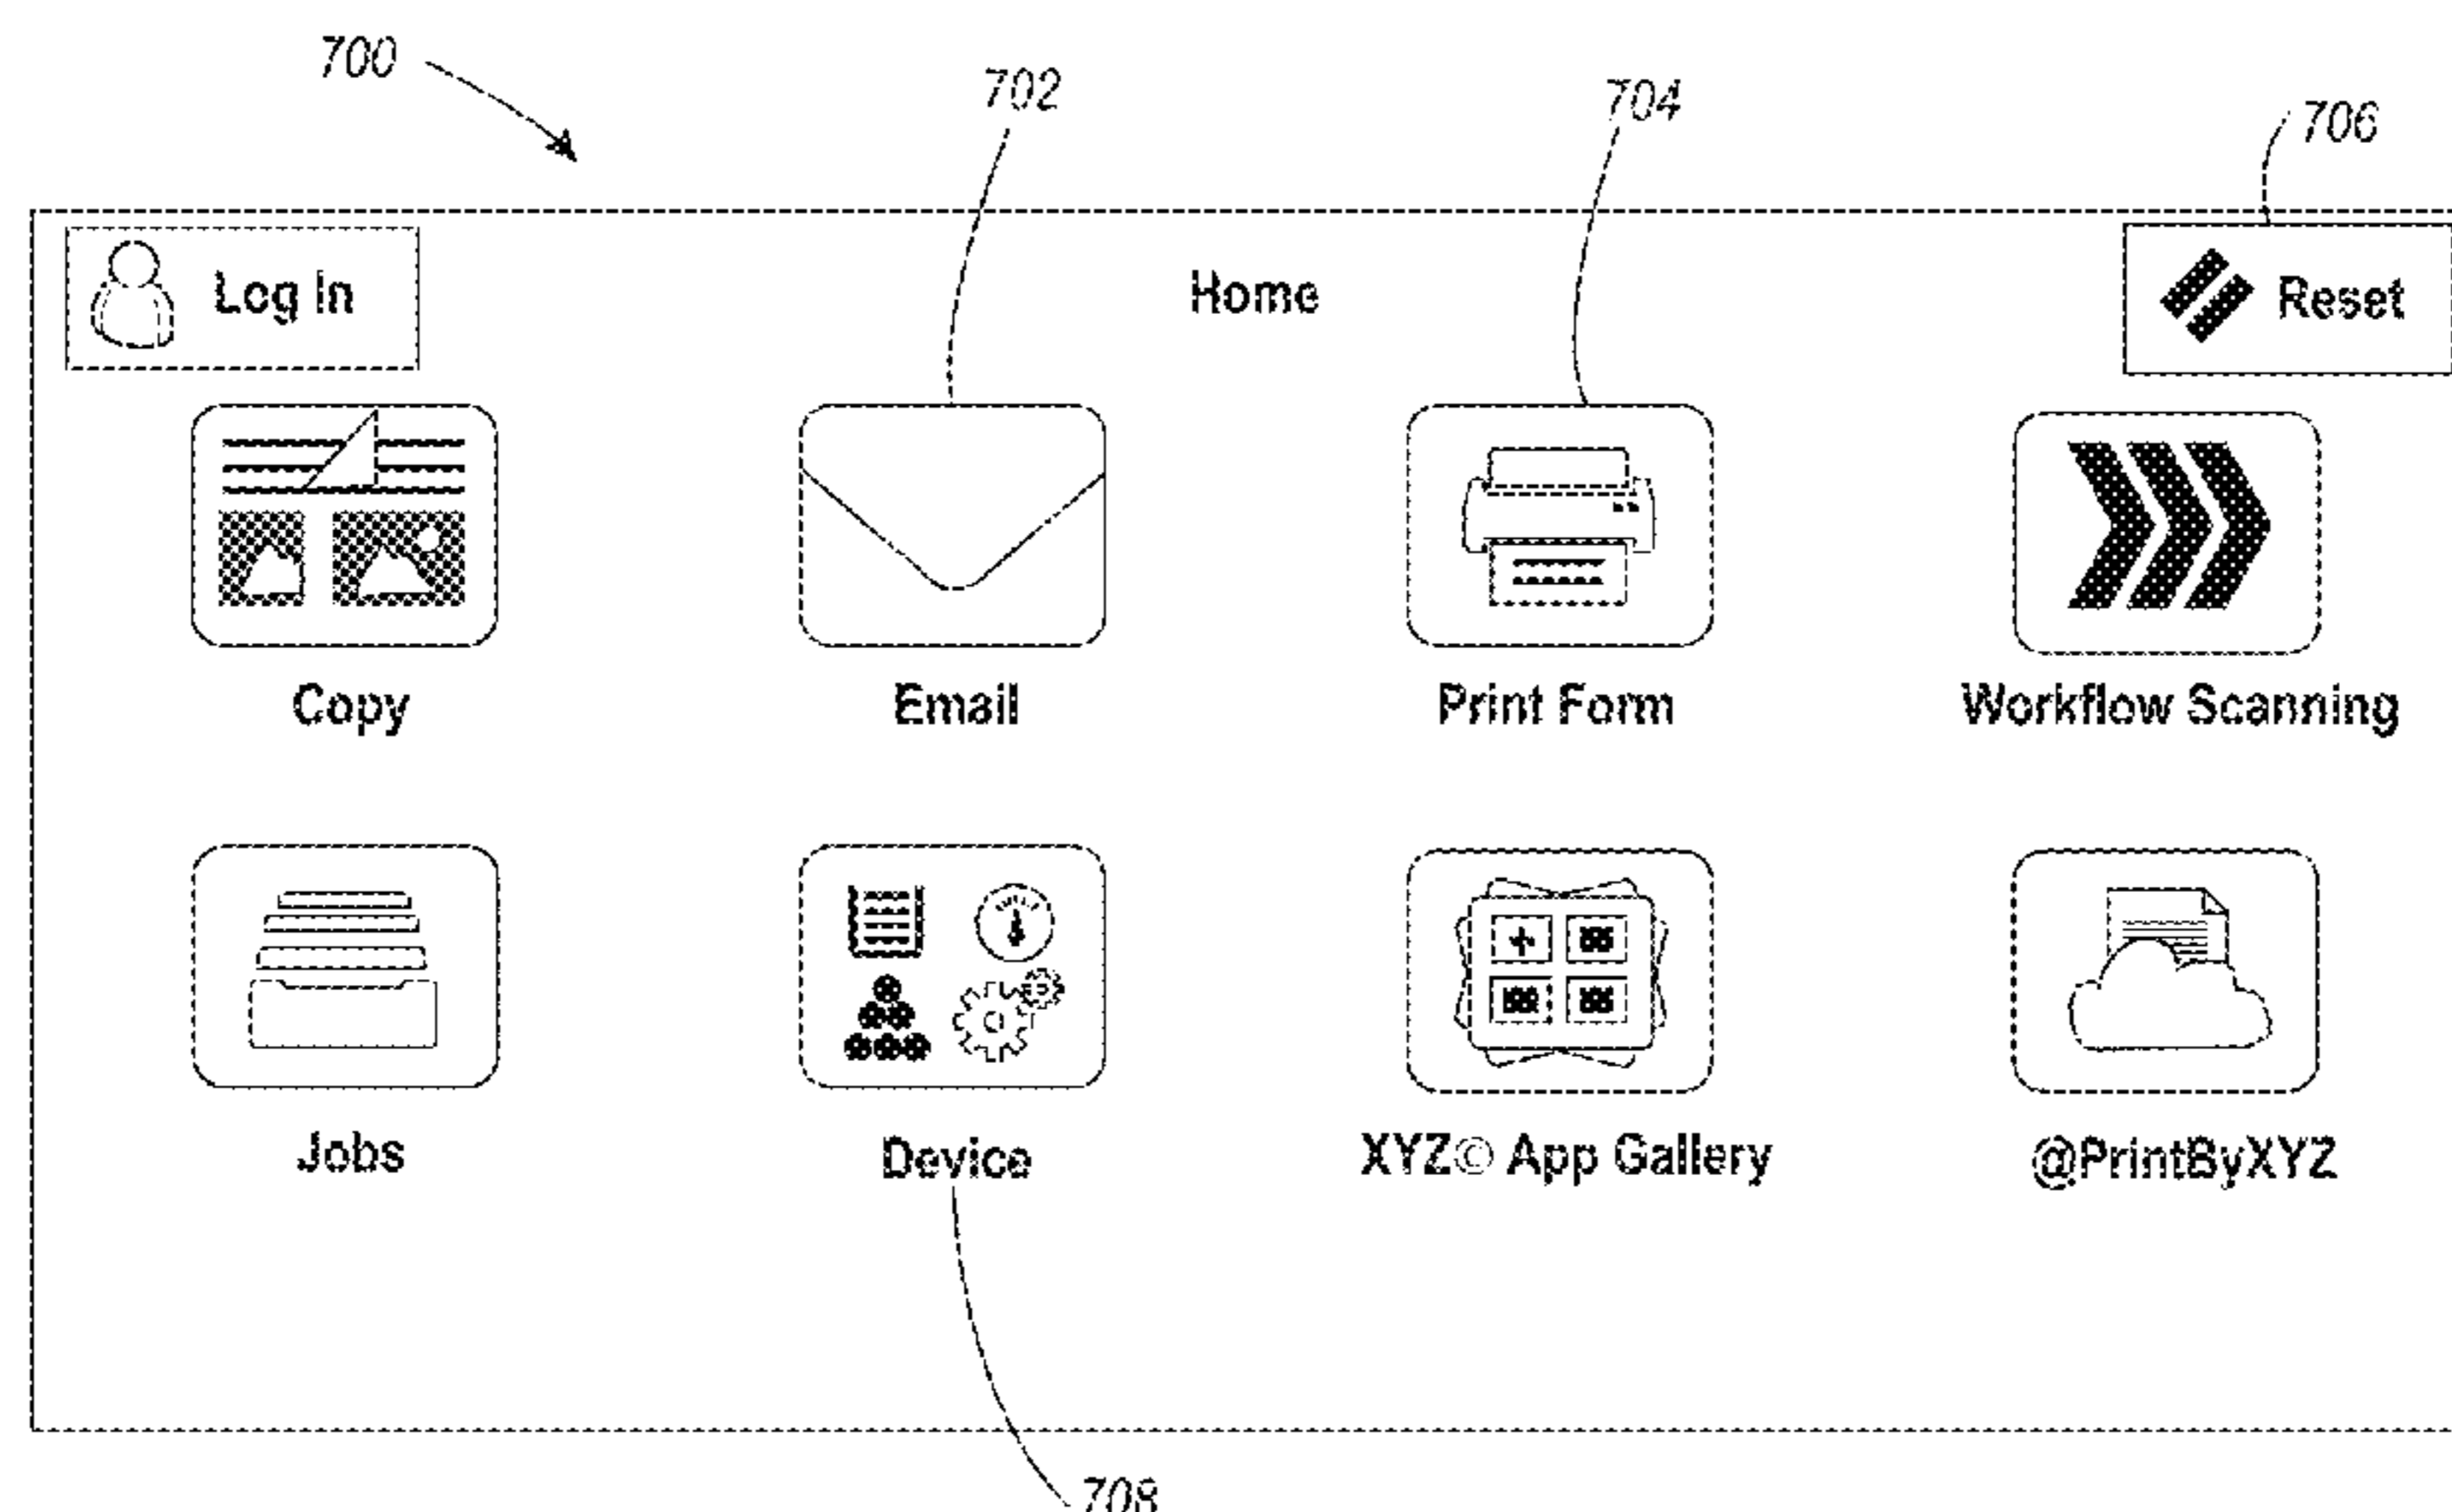 700
702
704
706
Log In
Home
Reset
Copy
Email
Print Form
Workflow Scanning
Jobs
Device
XYZ© App Gallery
@PrintByXYZ
708